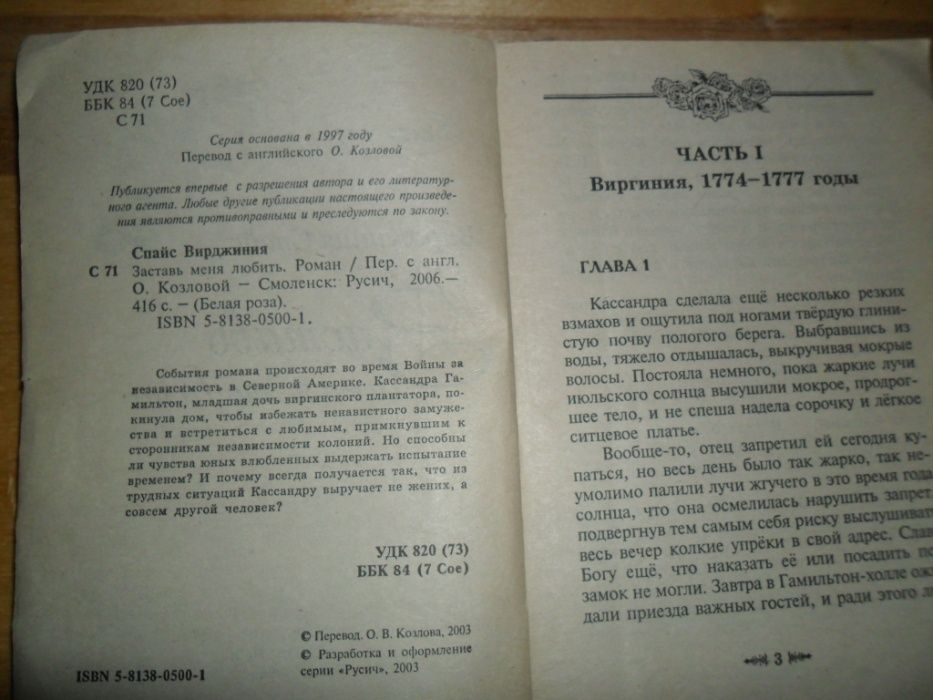 УДК 820 (73)
ББК 84 (7 Сое)
С 71
Серия основана в 1997 году
Перевод с английского О. Козловой
Публикуется впервые с разрешения автора и его литератур-
ного агента. Любые другие публикации настоящего произведе-
ния являются противоправными и преследуются по закону.
Спайс Вирджиния
С 71 Заставь меня любить. Роман / Пер. с англ.
О. Козловой — Смоленск: Русич, 2006.—
416 с. — (Белая роза).
ISBN 5-8138-0500-1.
События романа происходят во время Войны за
независимость в Северной Америке. Кассандра Га-
мильтон, младшая дочь виргинского плантатора, по-
кинула дом, чтобы избежать ненавистного замуже-
ства и встретиться с любимым, примкнувшим к
сторонникам независимости колоний. Но способны
ли чувства юных влюбленных выдержать испытание
временем? И почему всегда получается так, что из
трудных ситуаций Кассандру выручает не жених, а
совсем другой человек?
УДК 820 (73)
ББК 84 (7 Сое)
© Перевод. О. В. Козлова, 2003
© Разработка и оформление
серии «Русич», 2003
ISBN 5-8138-0500-1
ЧАСТЬ I
Виргиния, 1774–1777 годы
ГЛАВА 1
Кассандра сделала ещё несколько резких
взмахов и ощутила под ногами твёрдую глини-
стую почву пологого берега. Выбравшись из
воды, тяжело отдышалась, выкручивая мокрые
волосы. Постояла немного, пока жаркие лучи
июльского солнца высушили мокрое, продрог-
шее тело, и не спеша надела сорочку и лёгкое
ситцевое платье.
Вообще-то, отец запретил ей сегодня ку-
паться, но весь день было так жарко, так не-
умолимо палили лучи жгучего в это время года
солнца, что она осмелилась нарушить запрет,
подвергнув тем самым себя риску выслушиват
весь вечер колкие упрёки в свой адрес. Слав
Богу ещё, что наказать её или посадить по
замок не могли. Завтра в Гамильтон-холле ожи
дали приезда важных гостей, и ради этого
3